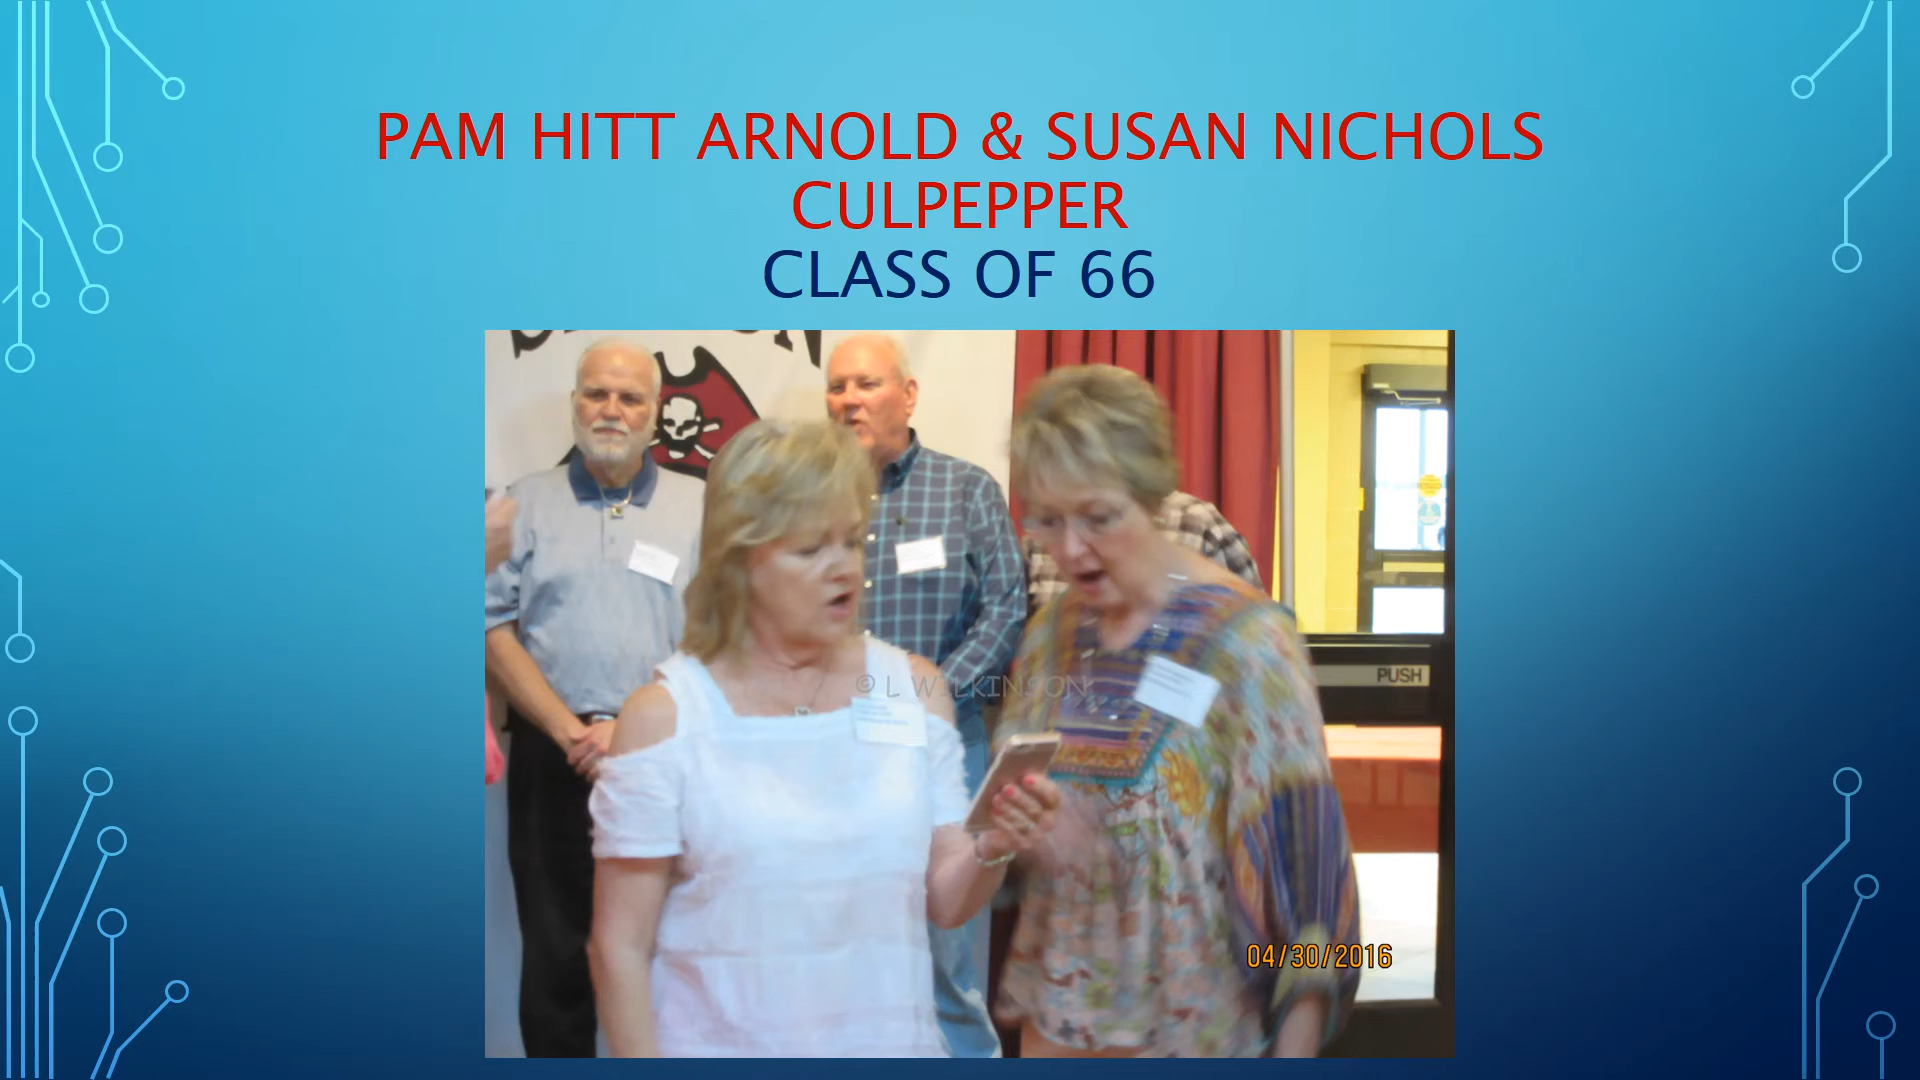 PAM HITT ARNOLD & SUSAN NICHOLS
CULPEPPER
CLASS OF 66
© L WILKINSON
PUSH
04/30/2016